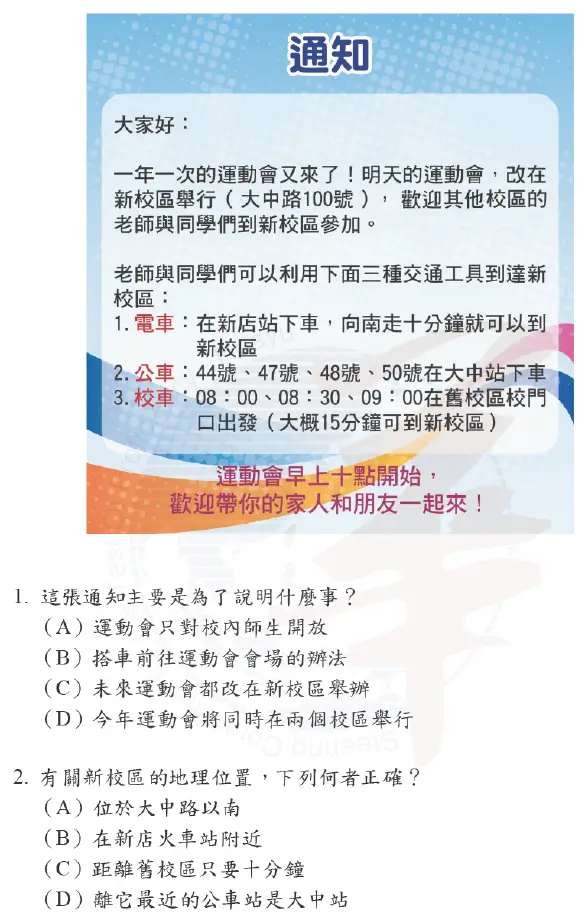 通知
大家好：
一年一次的運動會又來了！明天的運動會，改在
新校區舉行（大中路100號），歡迎其他校區的
老師與同學們到新校區參加。
老師與同學們可以利用下面三種交通工具到達新
校區：
1. 電車：在新店站下車，向南走十分鐘就可以到
新校區
2. 公車：44號、47號、48號、50號在大中站下車
3. 校車：08：00、08：30、09：00在舊校區校門
口出發（大概15分鐘可到新校區）
運動會早上十點開始，
歡迎帶你的家人和朋友一起來！
1. 這張通知主要是為了說明什麼事？
（A）運動會只對校內師生開放
（B）搭車前往運動會會場的辦法
（C）未來運動會都改在新校區舉辦
（D）今年運動會將同時在兩個校區舉行
2. 有關新校區的地理位置，下列何者正確？
（A）位於大中路以南
（B）在新店火車站附近
（C）距離舊校區只要十分鐘
（D）離它最近的公車站是大中站